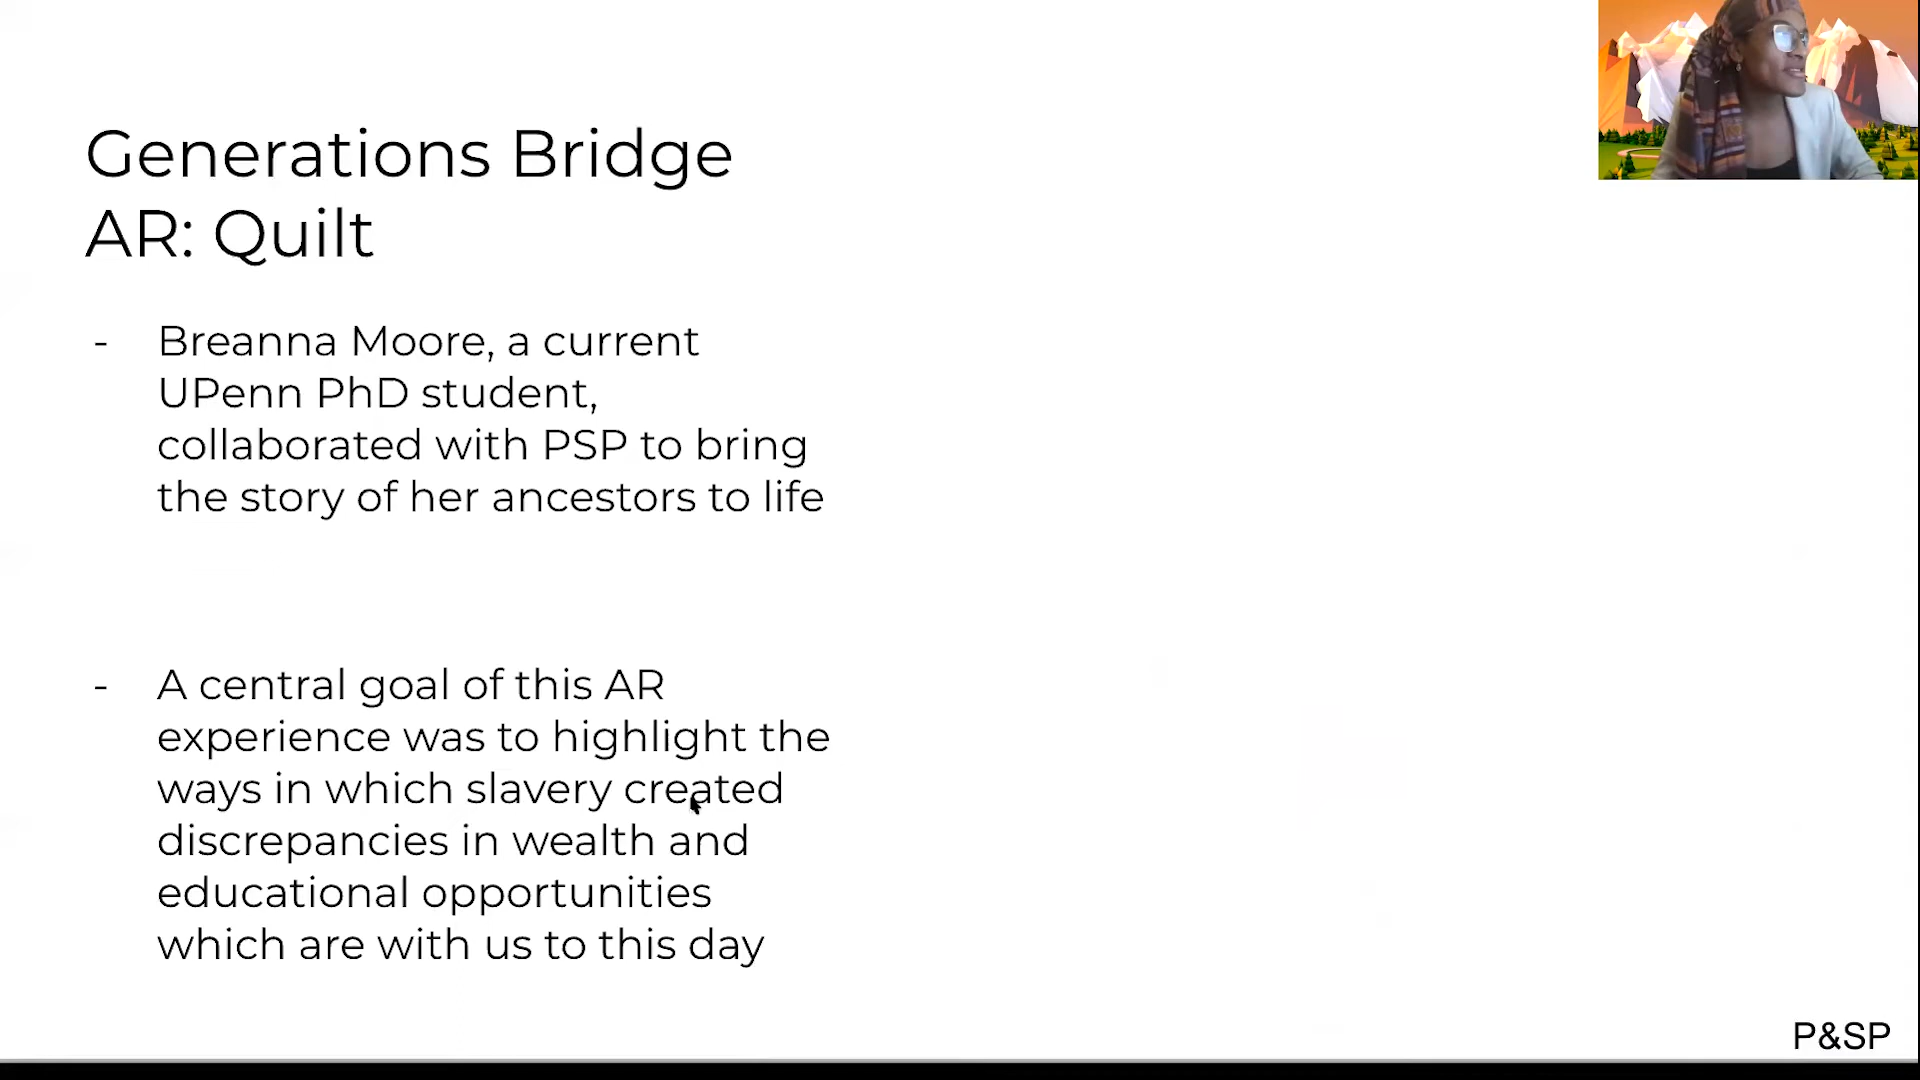 Generations Bridge
AR: Quilt
- Breanna Moore, a current
UPenn PhD student,
collaborated with PSP to bring
the story of her ancestors to life
- A central goal of this AR
experience was to highlight the
ways in which slavery created
discrepancies in wealth and
educational opportunities
which are with us to this day
P&SP